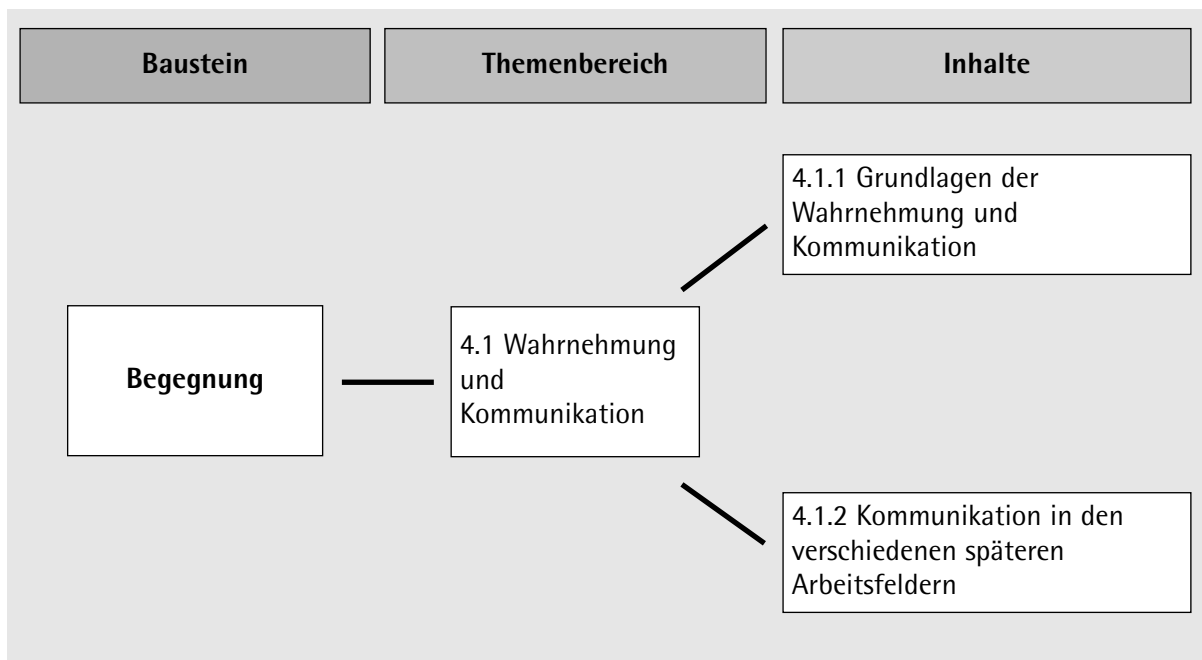 Baustein
Themenbereich
Inhalte
4.1.1 Grundlagen der
Wahrnehmung und
Kommunikation
Begegnung
4.1 Wahrnehmung
und
Kommunikation
4.1.2 Kommunikation in den
verschiedenen späteren
Arbeitsfeldern